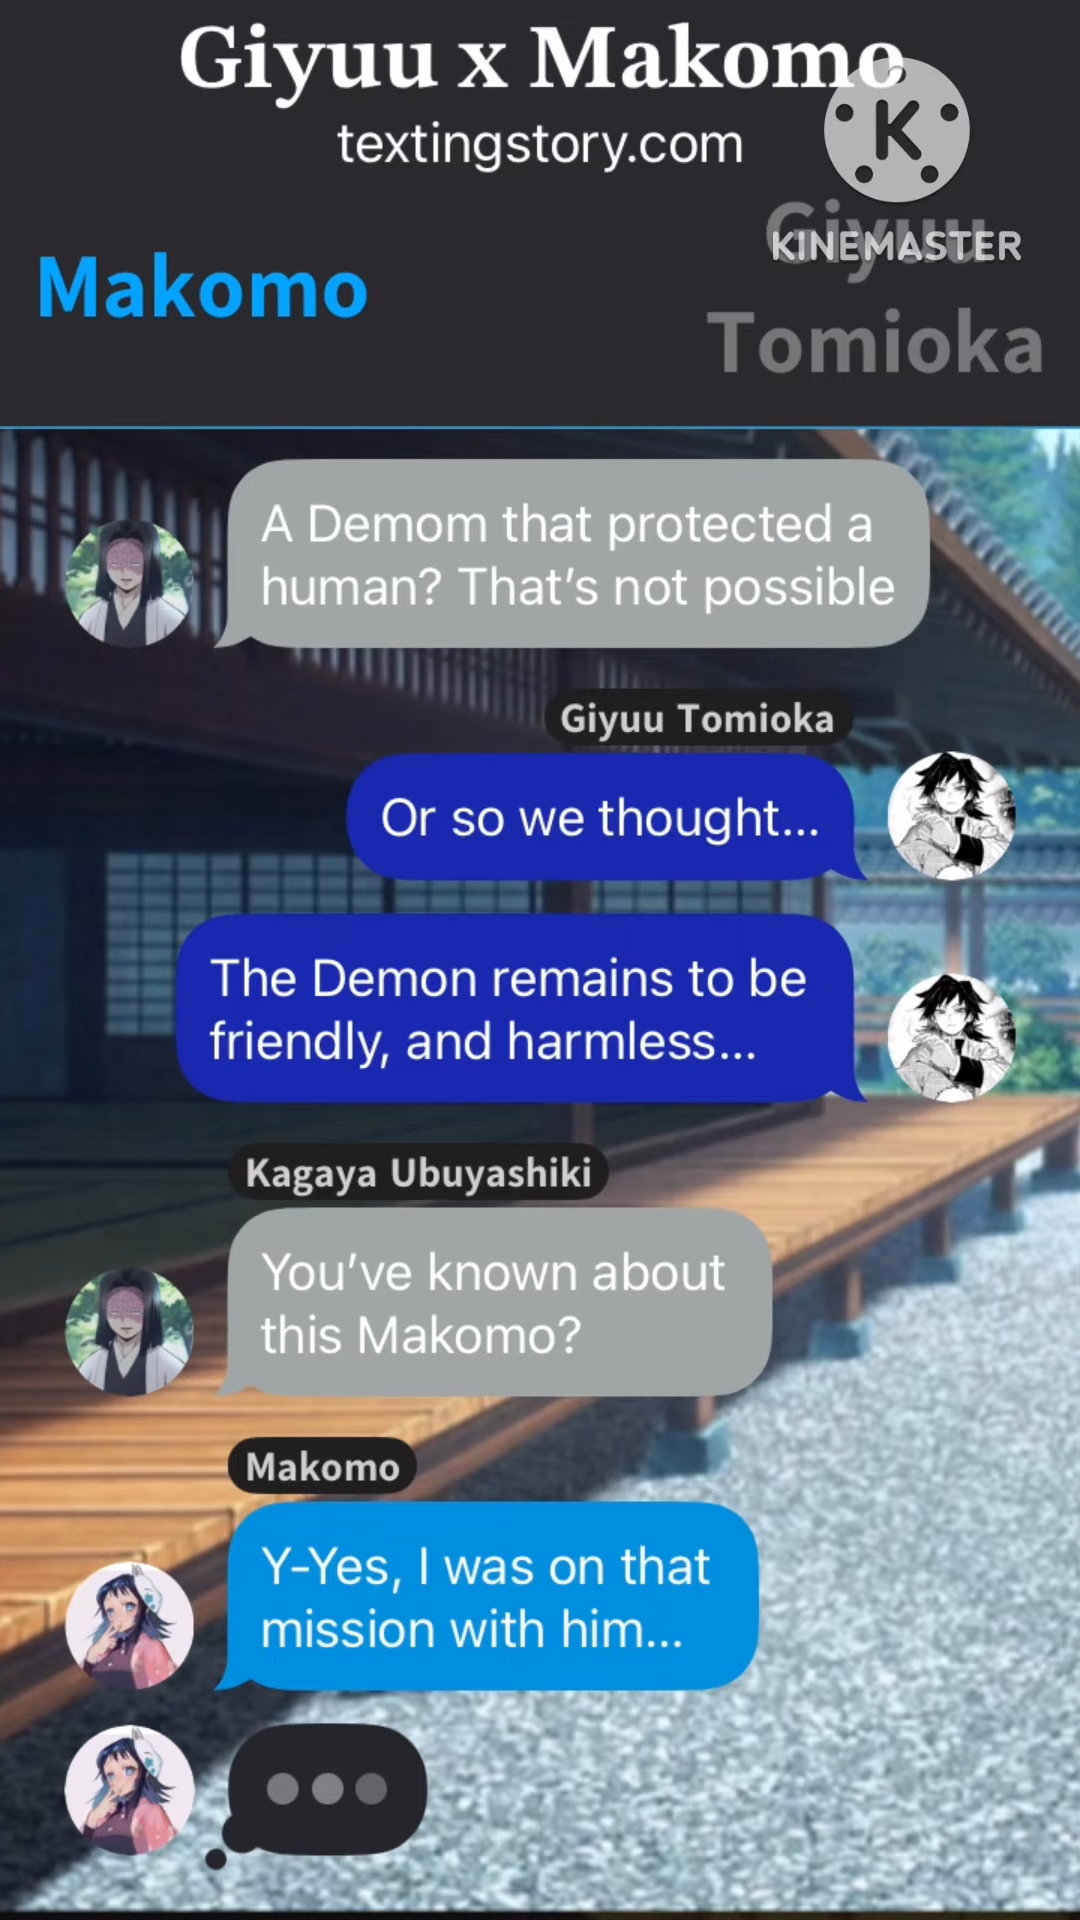 Giyuu x Makomo
textingstory.com
K
KINEMASTER
Makomo
Giyuu
Tomioka
A Demom that protected a
human? That’s not possible
Giyuu Tomioka
Or so we thought...
The Demon remains to be
friendly, and harmless...
Kagaya Ubuyashiki
You’ve known about
this Makomo?
Makomo
Y-Yes, I was on that
mission with him...